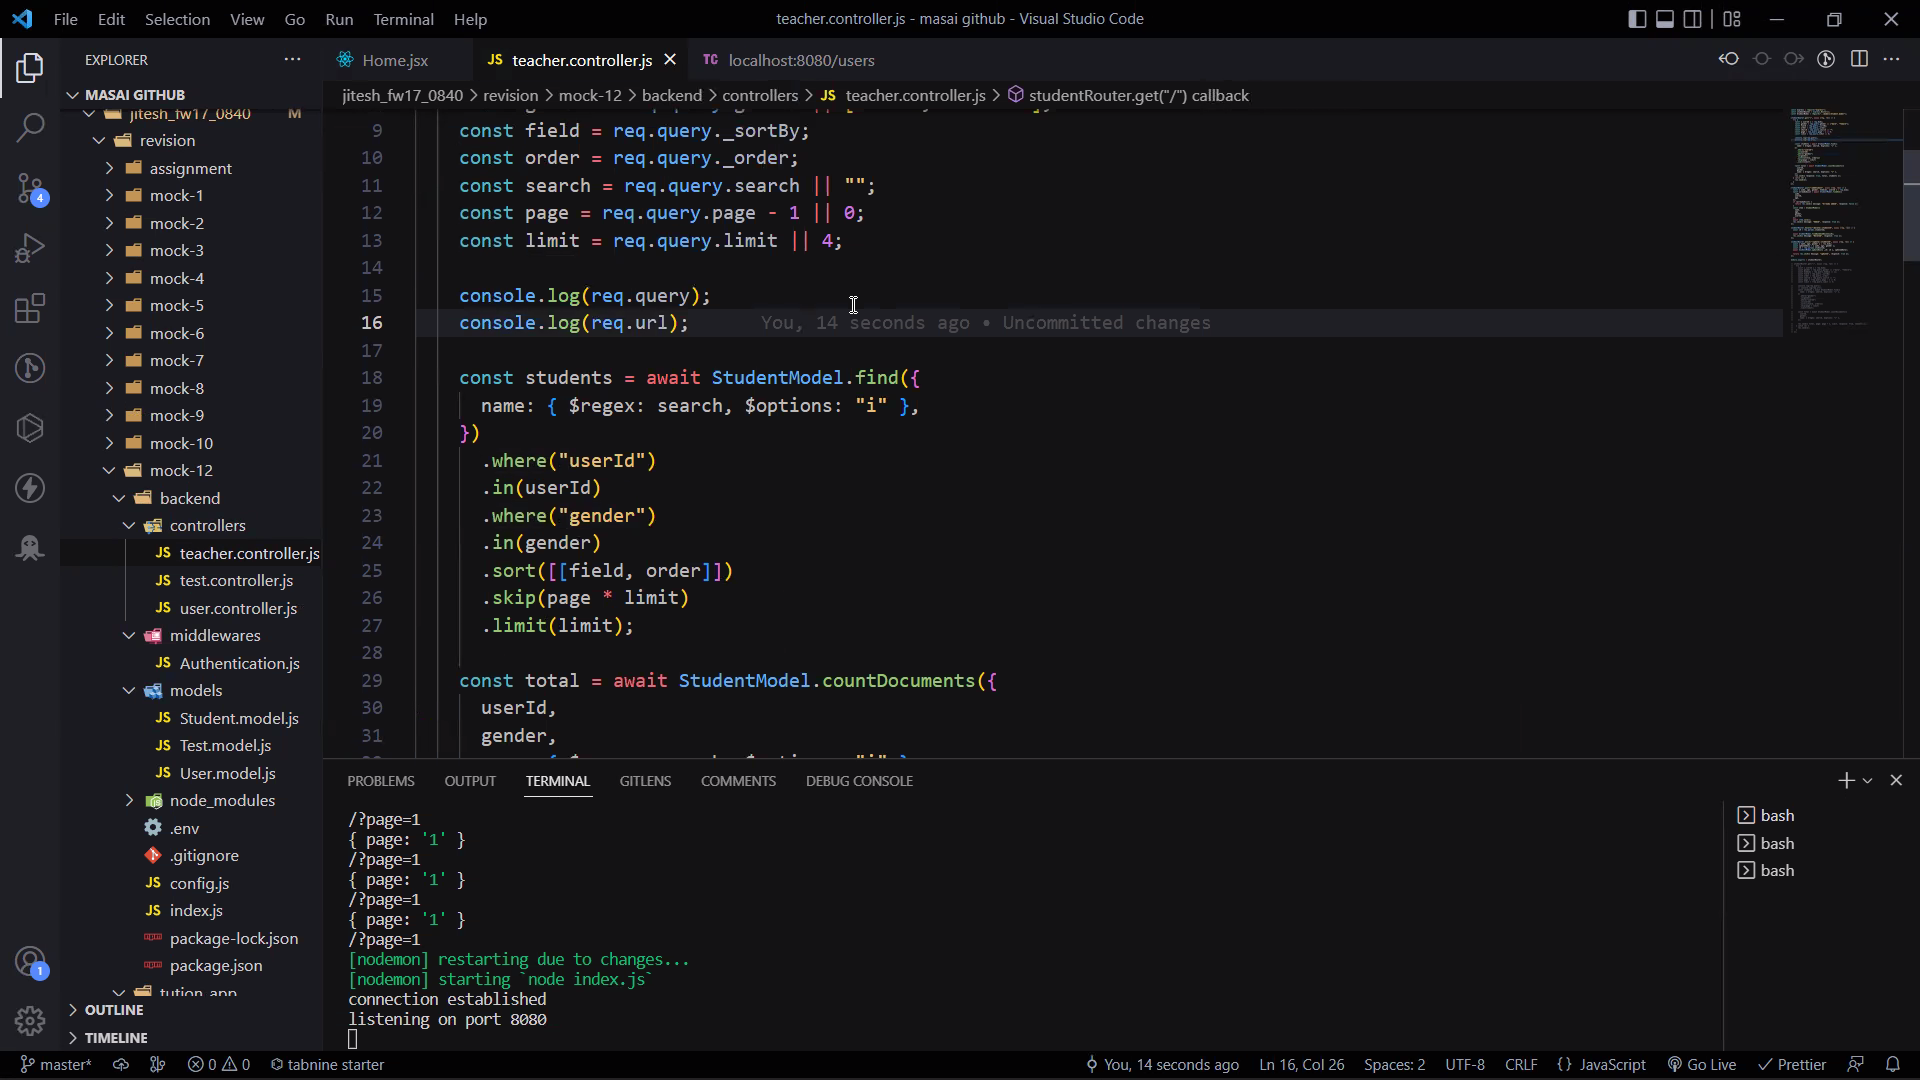 File Edit Selection View Go Run Terminal Help
teacher.controller.js - masai github - Visual Studio Code
EXPLORER
MASAI GITHUB
jitesh_fw17_0840 M
revision
assignment
mock-1
mock-2
mock-3
mock-4
mock-5
mock-6
mock-7
mock-8
mock-9
mock-10
mock-12
backend
controllers
JS teacher.controller.js
JS test.controller.js
JS user.controller.js
middlewares
JS Authentication.js
models
JS Student.model.js
JS Test.model.js
JS User.model.js
node_modules
.env
.gitignore
JS config.js
JS index.js
package-lock.json
package.json
tution_app
OUTLINE
TIMELINE
4
1
Home.jsx
JS teacher.controller.js
TC localhost:8080/users
jitesh_fw17_0840 > revision > mock-12 > backend > controllers > JS teacher.controller.js > studentRouter.get("/") callback
9 const field = req.query._sortBy;
10 const order = req.query._order;
11 const search = req.query.search || "";
12 const page = req.query.page - 1 || 0;
13 const limit = req.query.limit || 4;
14
15 console.log(req.query);
16 console.log(req.url); You, 14 seconds ago • Uncommitted changes
17
18 const students = await StudentModel.find({
19 name: { $regex: search, $options: "i" },
20 })
21 .where("userId")
22 .in(userId)
23 .where("gender")
24 .in(gender)
25 .sort([[field, order]])
26 .skip(page * limit)
27 .limit(limit);
28
29 const total = await StudentModel.countDocuments({
30 userId,
31 gender,
PROBLEMS OUTPUT TERMINAL GITLENS COMMENTS DEBUG CONSOLE
/?page=1
{ page: '1' }
/?page=1
{ page: '1' }
/?page=1
{ page: '1' }
/?page=1
[nodemon] restarting due to changes...
[nodemon] starting `node index.js`
connection established
listening on port 8080
bash
bash
bash
master* 0 0 tabnine starter
You, 14 seconds ago Ln 16, Col 26 Spaces: 2 UTF-8 CRLF {} JavaScript Go Live Prettier